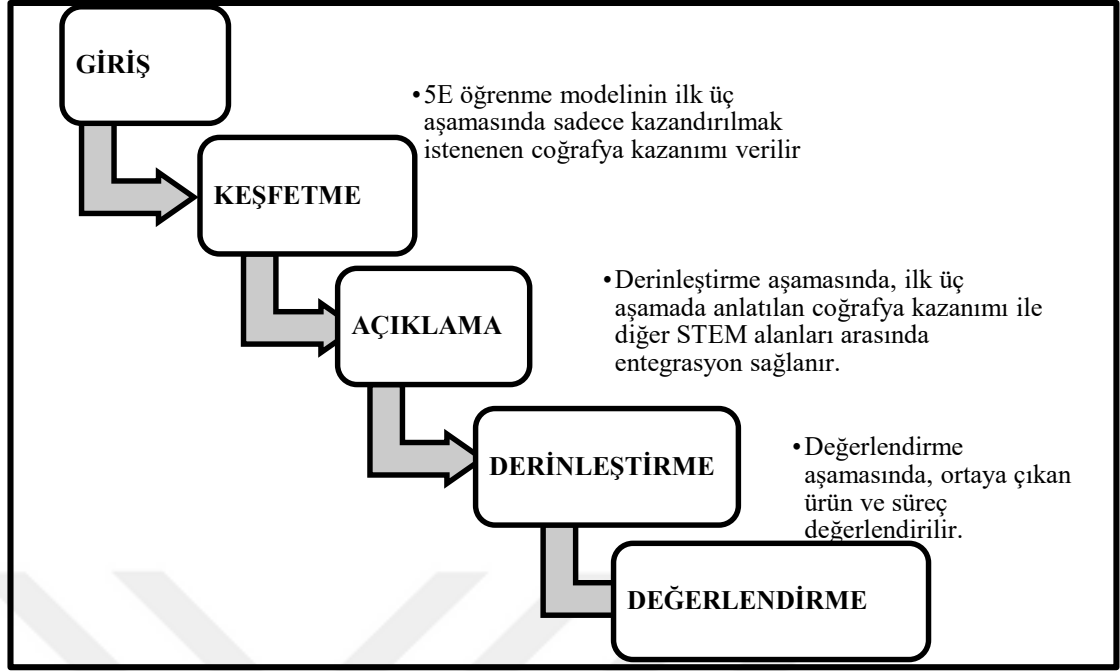 GİRİŞ
•5E öğrenme modelinin ilk üç
aşamasında sadece kazandırılmak
istenenen coğrafya kazanımı verilir
KEŞFETME
•Derinleştirme aşamasında, ilk üç
aşamada anlatılan coğrafya kazanımı ile
diğer STEM alanları arasında
entegrasyon sağlanır.
AÇIKLAMA
•Değerlendirme
aşamasında, ortaya çıkan
ürün ve süreç
değerlendirilir.
DERİNLEŞTİRME
DEĞERLENDİRME